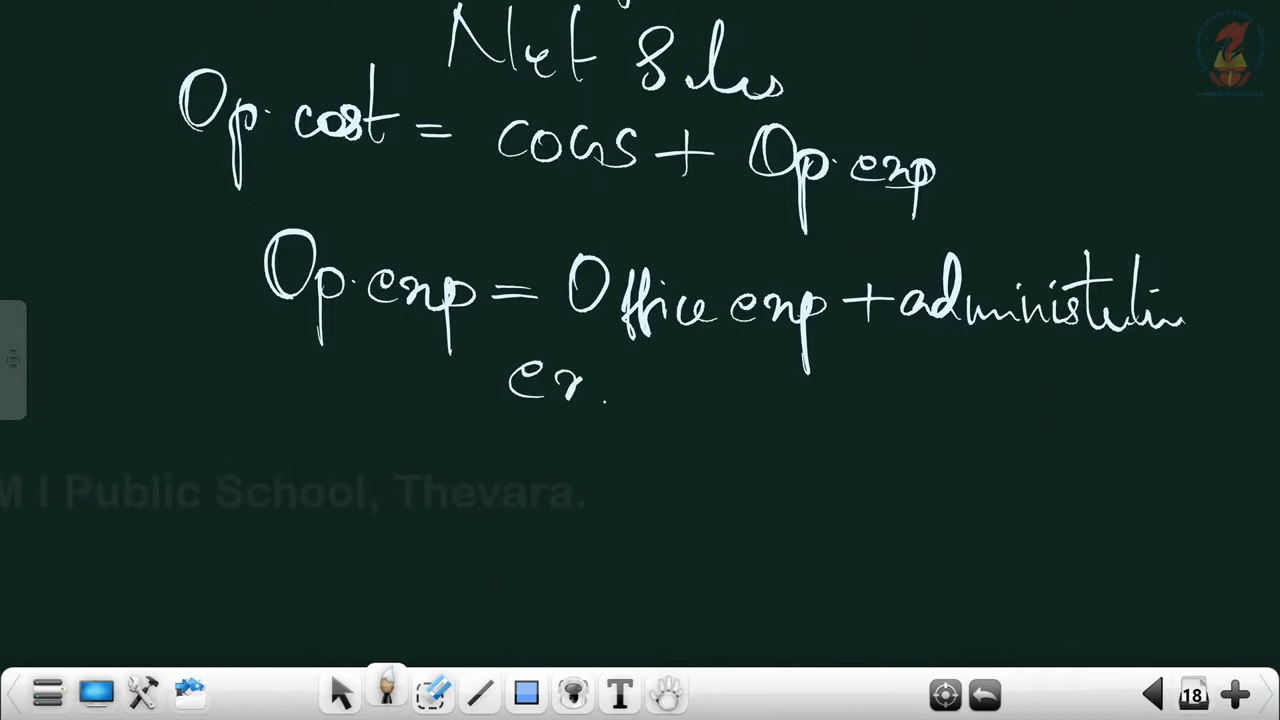 Net Sales
Op. cost = COGS + Op. exp
Op. exp = Office exp + administrative
ex
M I Public School, Thevara.
18